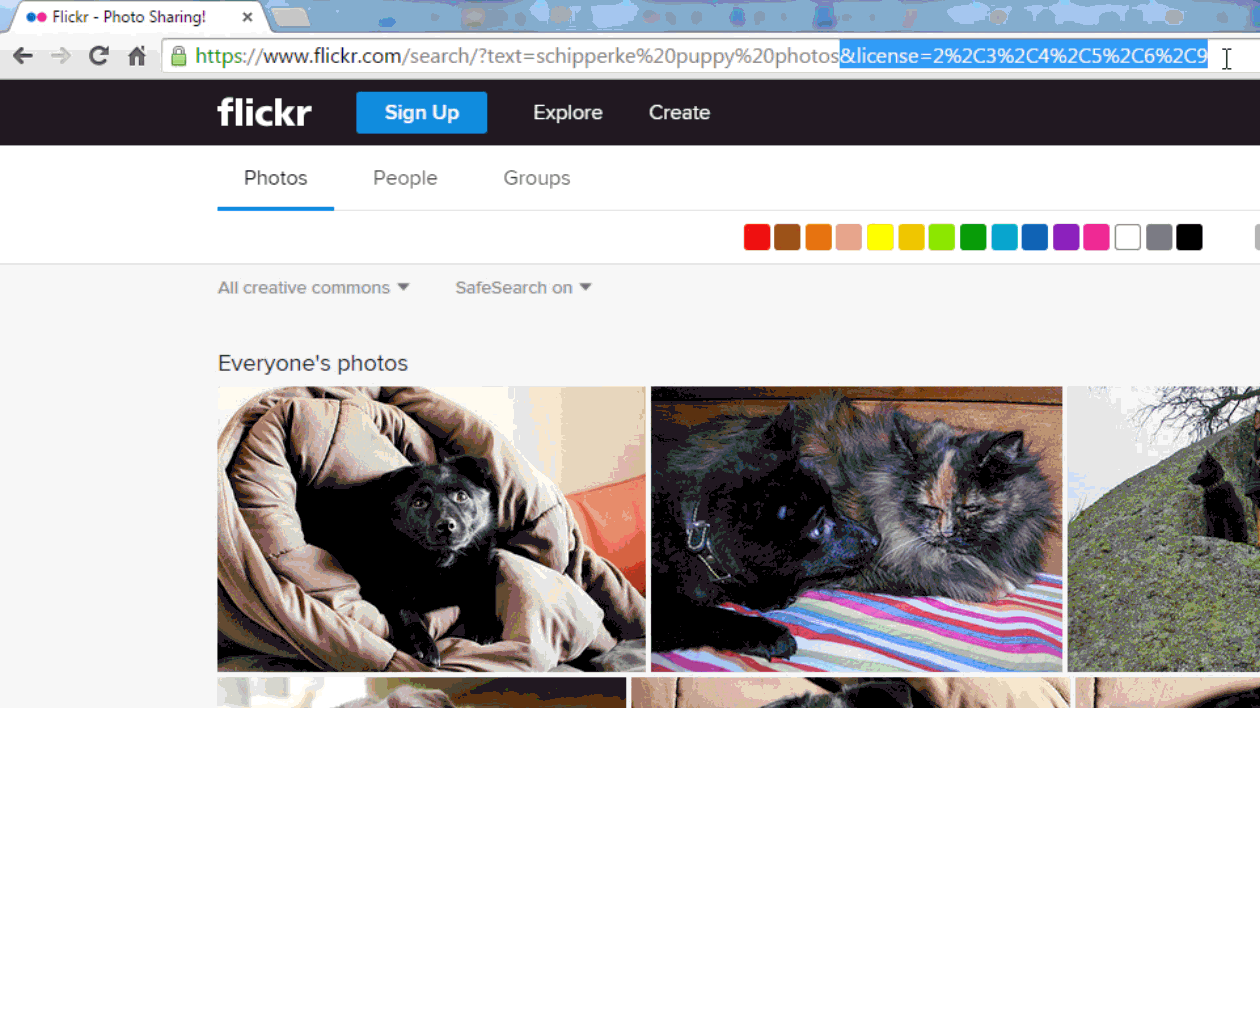 Flickr - Photo Sharing!
https://www.flickr.com/search/?text=schipperke%20puppy%20photos&license=2%2C3%2C4%2C5%2C6%2C9
flickr Sign Up Explore Create
Photos People Groups
All creative commons SafeSearch on
Everyone's photos